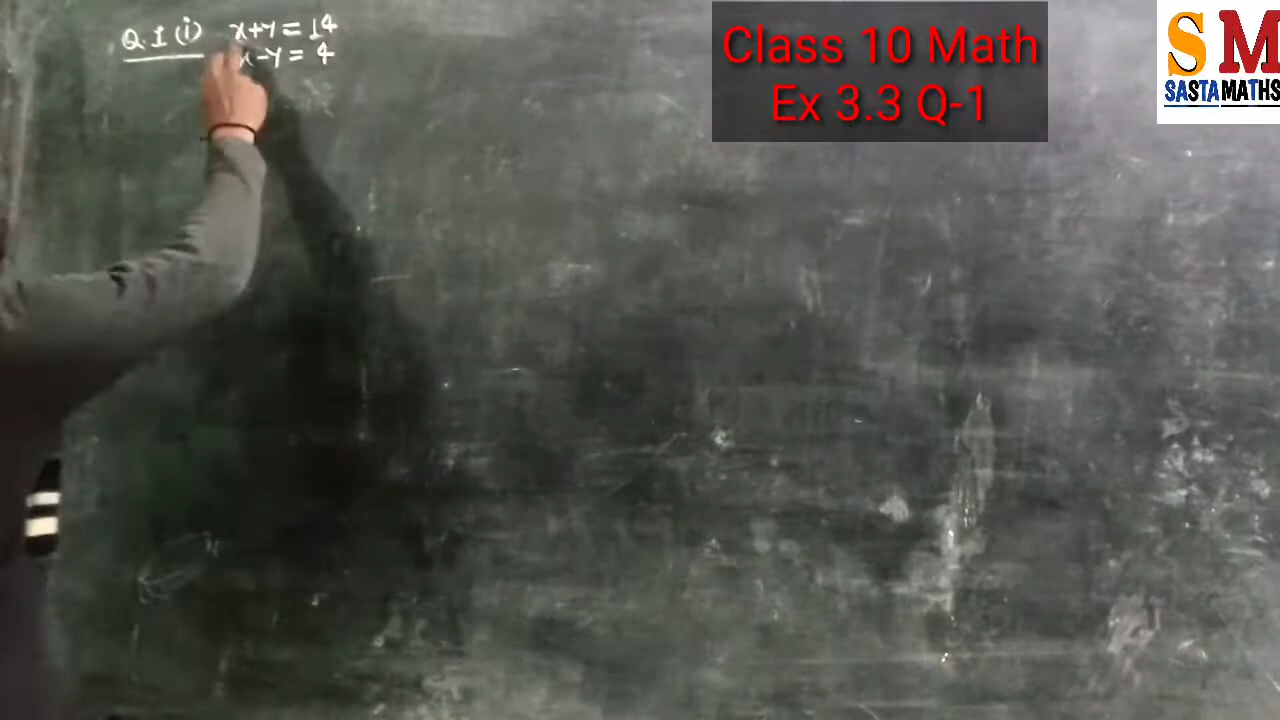 Q.1 (i) x+y = 14
x-y = 4
Class 10 Math
Ex 3.3 Q-1
SM
SASTAMATHS